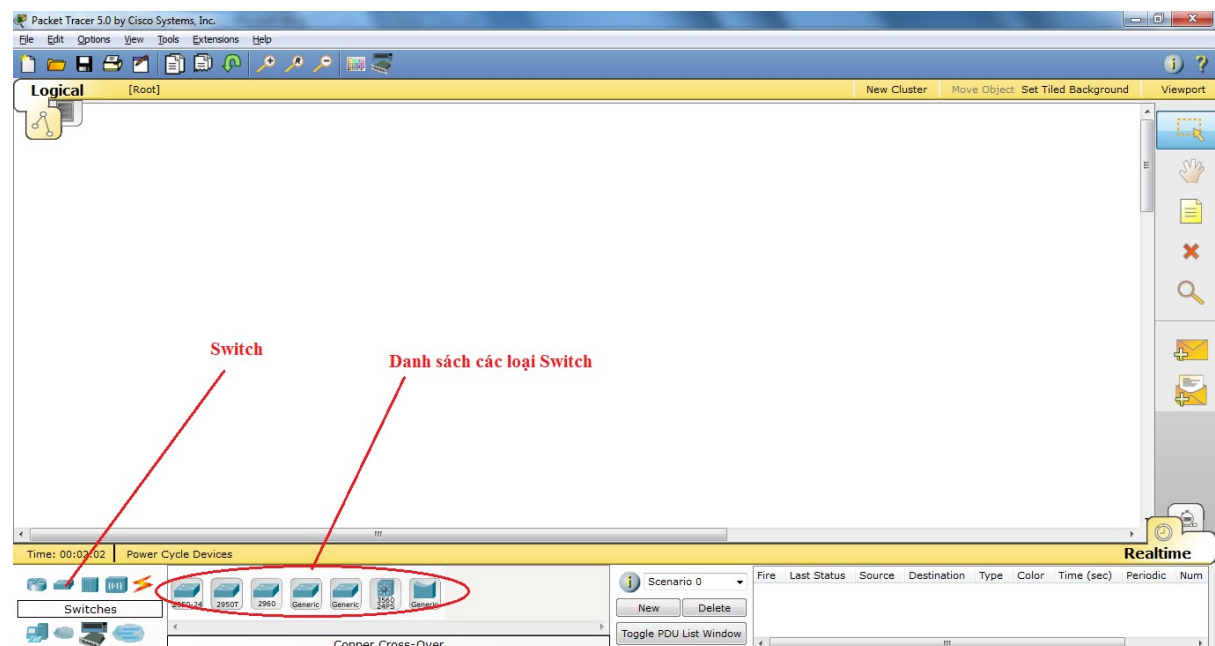 Packet Tracer 5.0 by Cisco Systems, Inc.
File Edit Options View Tools Extensions Help
Logical [Root] New Cluster Move Object Set Tiled Background Viewport
Switch
Danh sách các loại Switch
Time: 00:02:02 Power Cycle Devices Realtime
Fire Last Status Source Destination Type Color Time (sec) Periodic Num
Scenario 0
2950-24 2950T 2960 Generic Generic 3560 24PS Generic
Switches
New Delete
Toggle PDU List Window
Copper Cross-Over